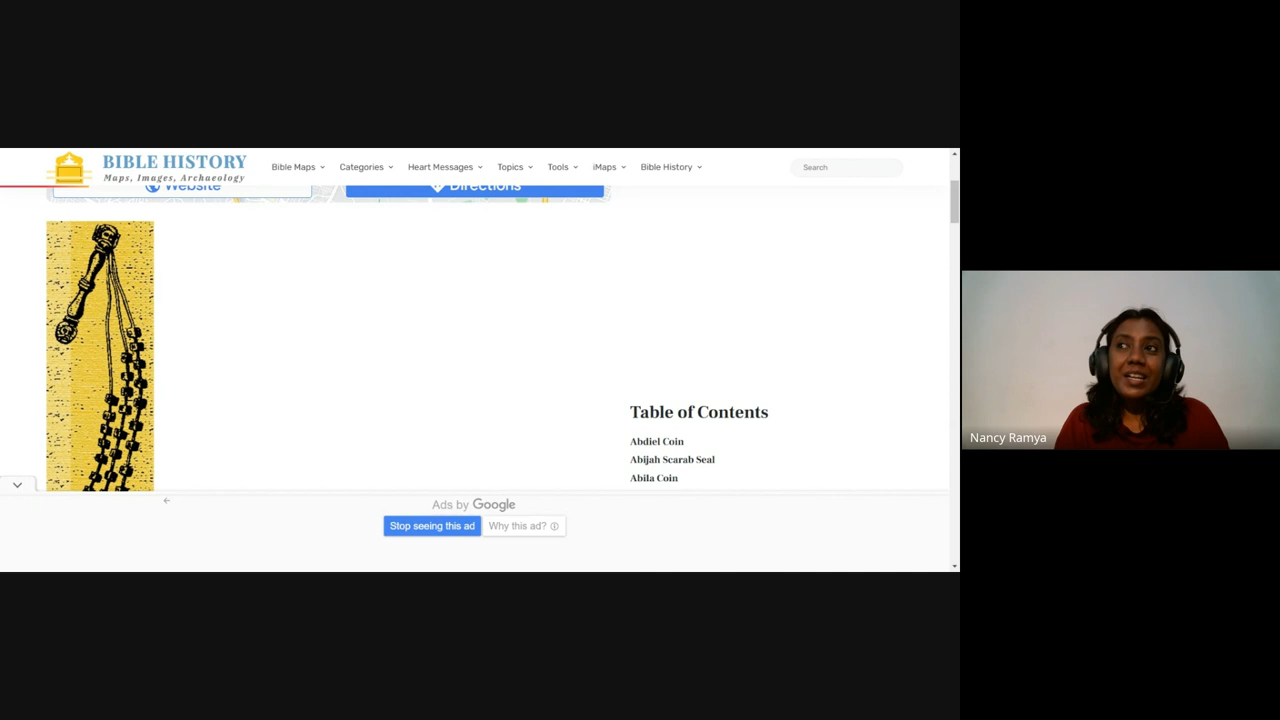 BIBLE HISTORY
Maps, Images, Archaeology
Bible Maps
Categories
Heart Messages
Topics
Tools
iMaps
Bible History
Search
Website
Directions
Table of Contents
Abdiel Coin
Abijah Scarab Seal
Abila Coin
Ads by Google
Stop seeing this ad
Why this ad?
Nancy Ramya